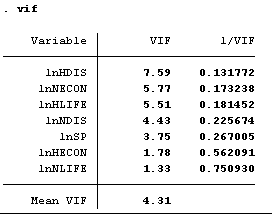 . vif
Variable VIF 1/VIF
lnHDIS 7.59 0.131772
lnNECON 5.77 0.173238
lnHLIFE 5.51 0.181452
lnNDIS 4.43 0.225674
lnSP 3.75 0.267005
lnHECON 1.78 0.562091
lnNLIFE 1.33 0.750930
Mean VIF 4.31